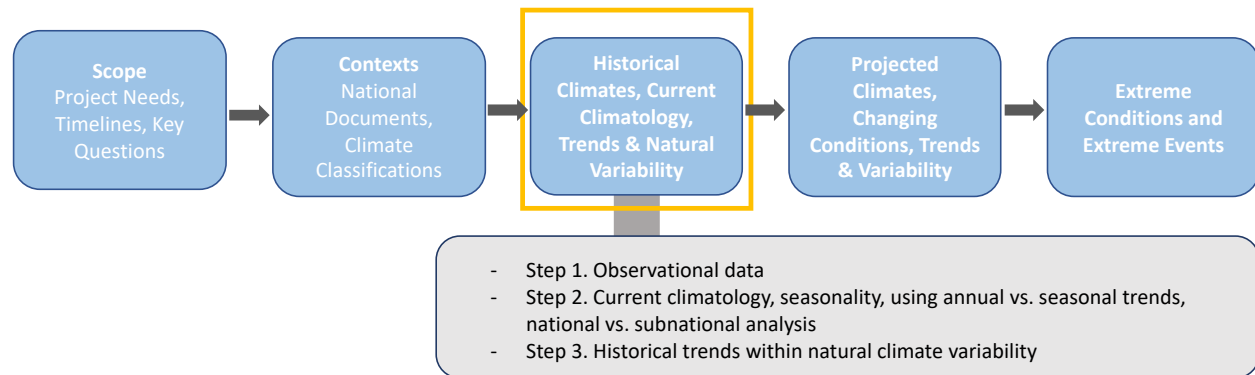 Scope
Project Needs,
Timelines, Key
Questions
Contexts
National
Documents,
Climate
Classifications
Historical
Climates, Current
Climatology,
Trends & Natural
Variability
Projected
Climates,
Changing
Conditions, Trends
& Variability
Extreme
Conditions and
Extreme Events
- Step 1. Observational data
- Step 2. Current climatology, seasonality, using annual vs. seasonal trends,
national vs. subnational analysis
- Step 3. Historical trends within natural climate variability